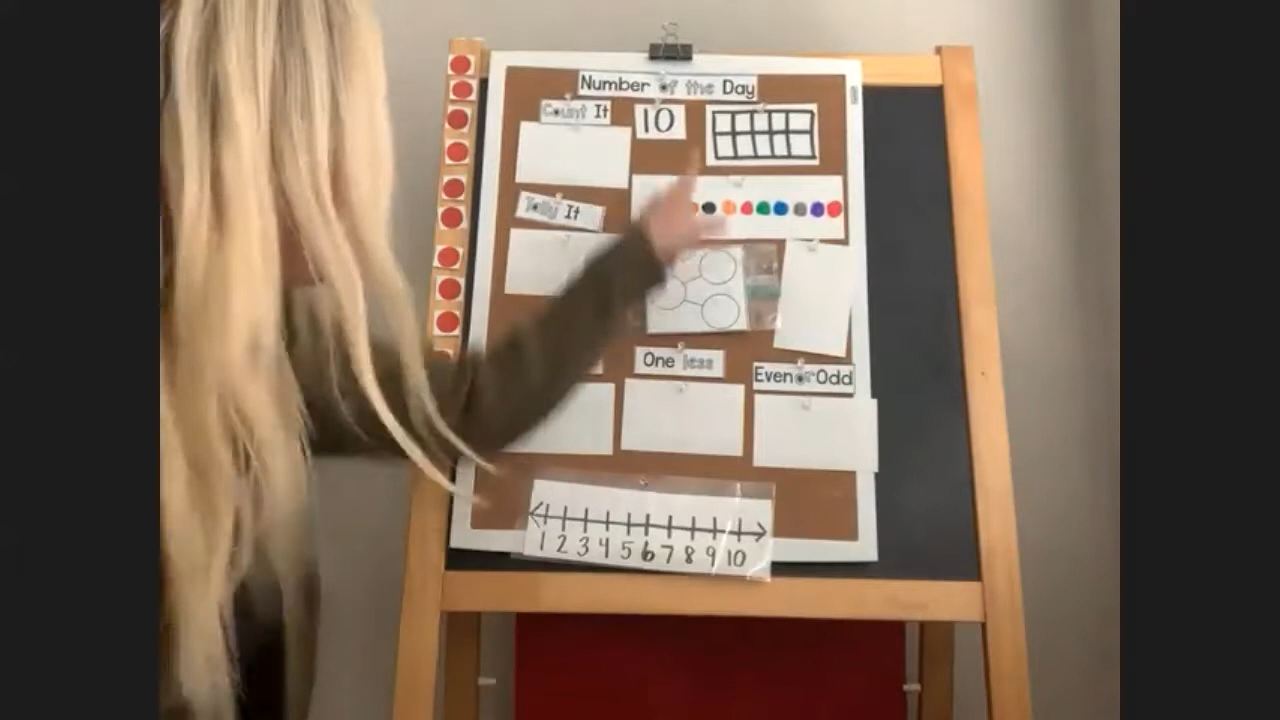 Number of the Day
Count It
10
Tally It
One less
Even or Odd
1 2 3 4 5 6 7 8 9 10